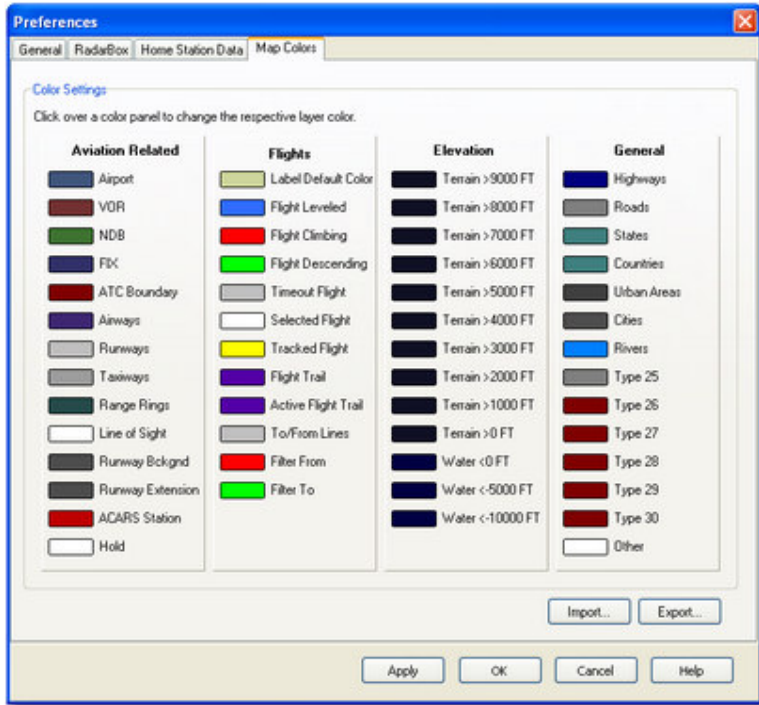 Preferences
General RadarBox Home Station Data Map Colors
Color Settings
Click over a color panel to change the respective layer color.
Aviation Related
Airport
VOR
NDB
FIX
ATC Boundary
Airways
Runways
Taxiways
Range Rings
Line of Sight
Runway Bckgnd
Runway Extension
ACARS Station
Hold
Flights
Label Default Color
Flight Leveled
Flight Climbing
Flight Descending
Timeout Flight
Selected Flight
Tracked Flight
Flight Trail
Active Flight Trail
To/From Lines
Filter From
Filter To
Elevation
Terrain >9000 FT
Terrain >8000 FT
Terrain >7000 FT
Terrain >6000 FT
Terrain >5000 FT
Terrain >4000 FT
Terrain >3000 FT
Terrain >2000 FT
Terrain >1000 FT
Terrain >0 FT
Water <0 FT
Water <-5000 FT
Water <-10000 FT
General
Highways
Roads
States
Countries
Urban Areas
Cities
Rivers
Type 25
Type 26
Type 27
Type 28
Type 29
Type 30
Other
Import... Export...
Apply OK Cancel Help